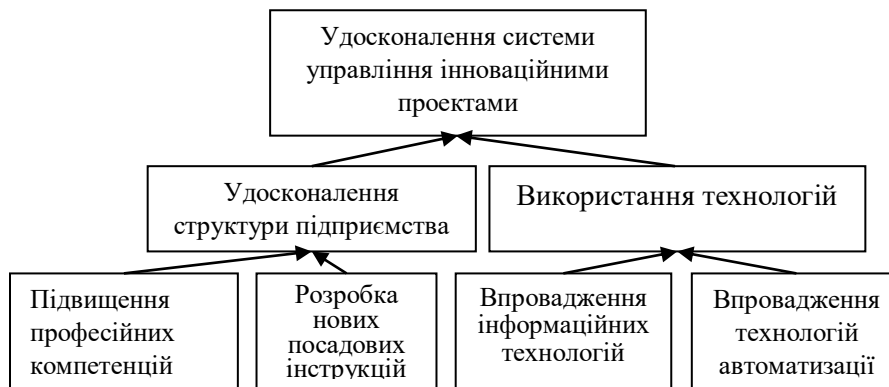 Удосконалення системи
управління інноваційними
проектами
Удосконалення
структури підприємства
Використання технологій
Підвищення
професійних
компетенцій
Розробка
нових
посадових
інструкцій
Впровадження
інформаційних
технологій
Впровадження
технологій
автоматизації